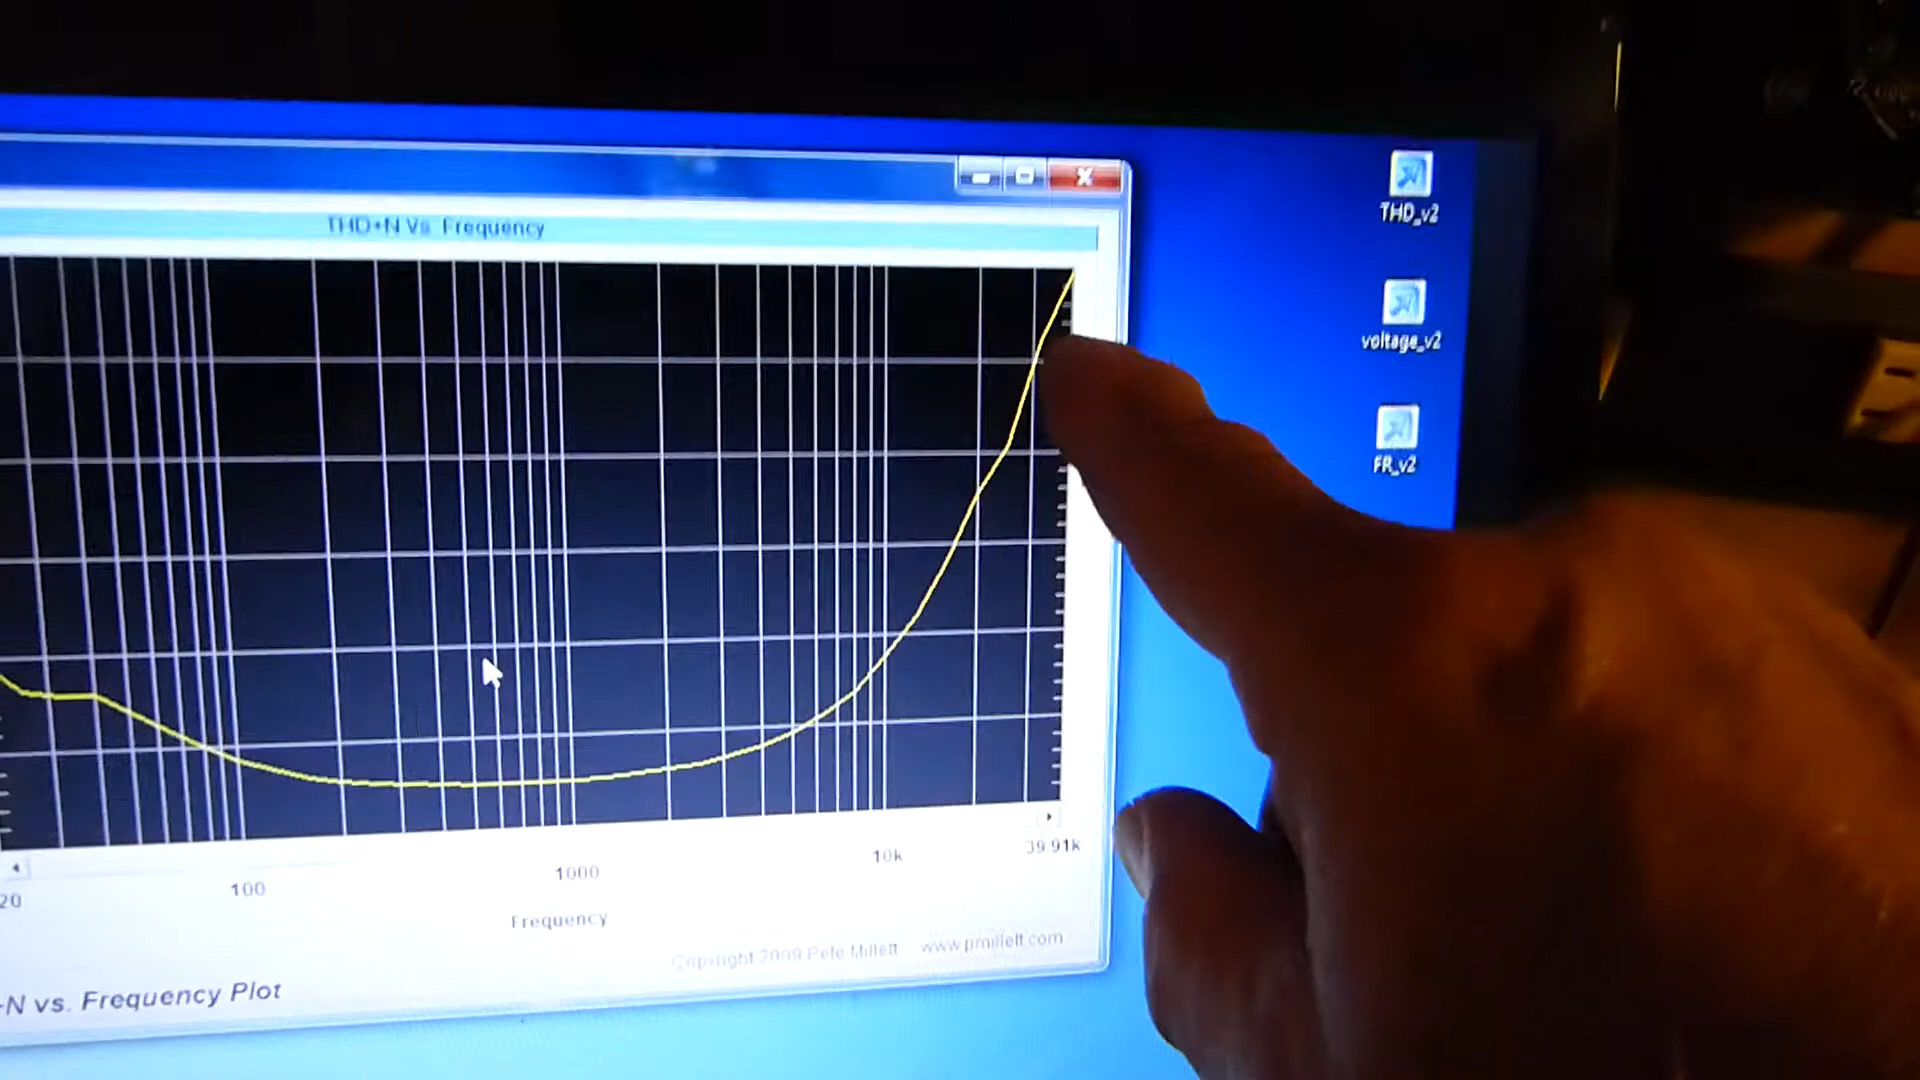 THD+N Vs. Frequency
THD_v2
voltage_v2
FR_v2
20
100
1000
10k
39.91k
Frequency
Copyright 2009 Pete Millett www.pmillett.com
-N vs. Frequency Plot